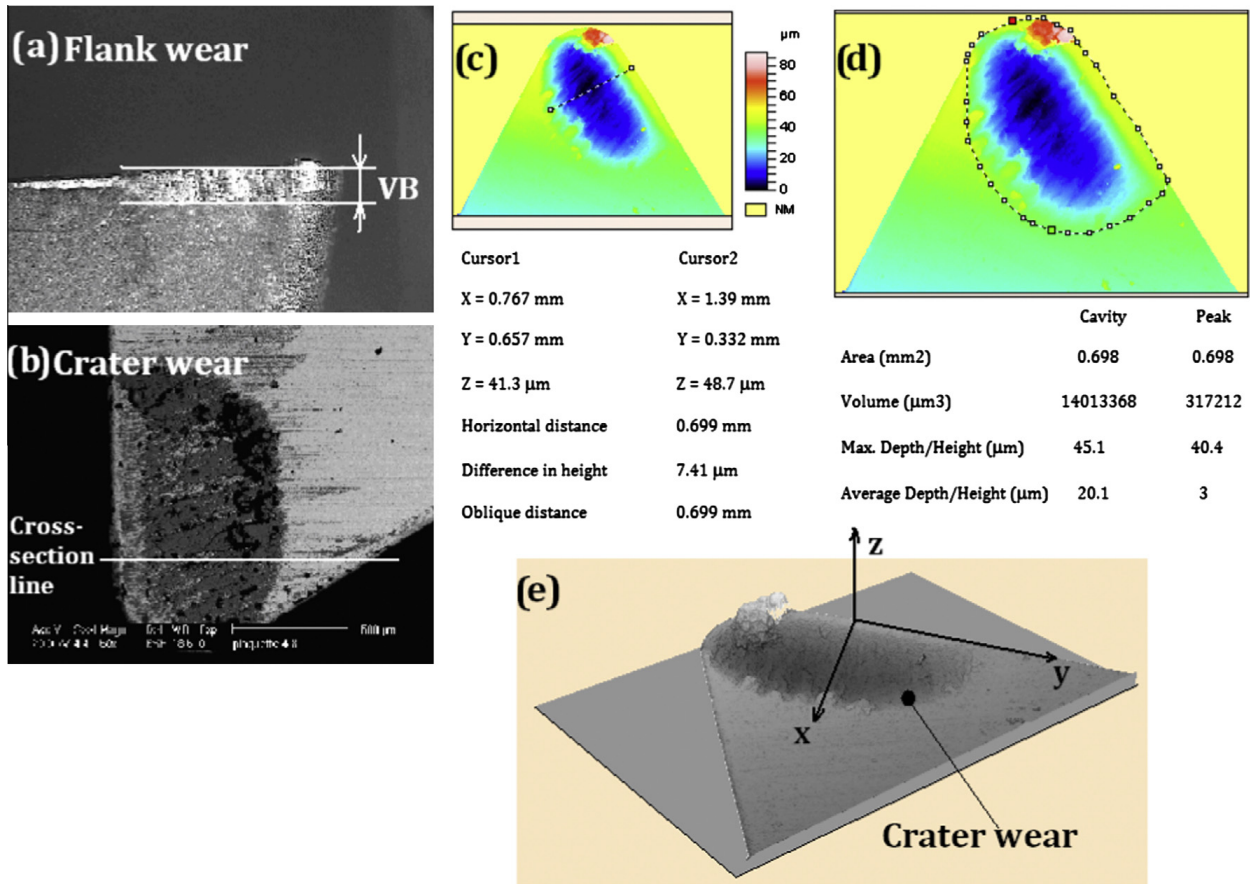 (a) Flank wear
VB
(b) Crater wear
Cross-
section
line
500 µm
pinquette 4.8
(c)
µm
80
60
40
20
0
NM
Cursor1 Cursor2
X = 0.767 mm X = 1.39 mm
Y = 0.657 mm Y = 0.332 mm
Z = 41.3 µm Z = 48.7 µm
Horizontal distance 0.699 mm
Difference in height 7.41 µm
Oblique distance 0.699 mm
(d)
Cavity Peak
Area (mm2) 0.698 0.698
Volume (µm3) 14013368 317212
Max. Depth/Height (µm) 45.1 40.4
Average Depth/Height (µm) 20.1 3
(e)
z
y
x
Crater wear